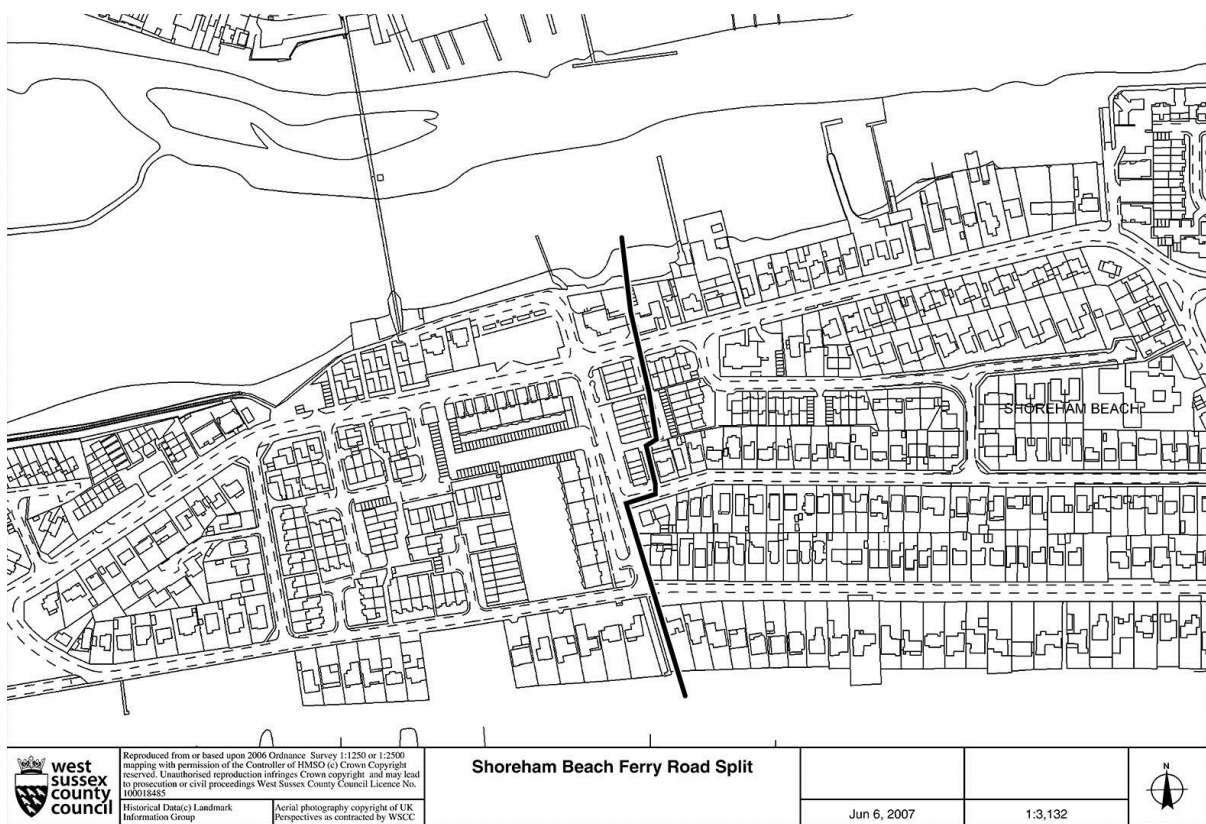 SHOREHAM BEACH
west
sussex
county
council
Reproduced from or based upon 2006 Ordnance Survey 1:1250 or 1:2500
mapping with permission of the Controller of HMSO (c) Crown Copyright
reserved. Unauthorised reproduction infringes Crown copyright and may lead
to prosecution or civil proceedings West Sussex County Council Licence No.
100018485
Historical Data(c) Landmark
Information Group
Aerial photography copyright of UK
Perspectives as contracted by WSCC
Shoreham Beach Ferry Road Split
Jun 6, 2007
1:3,132
N